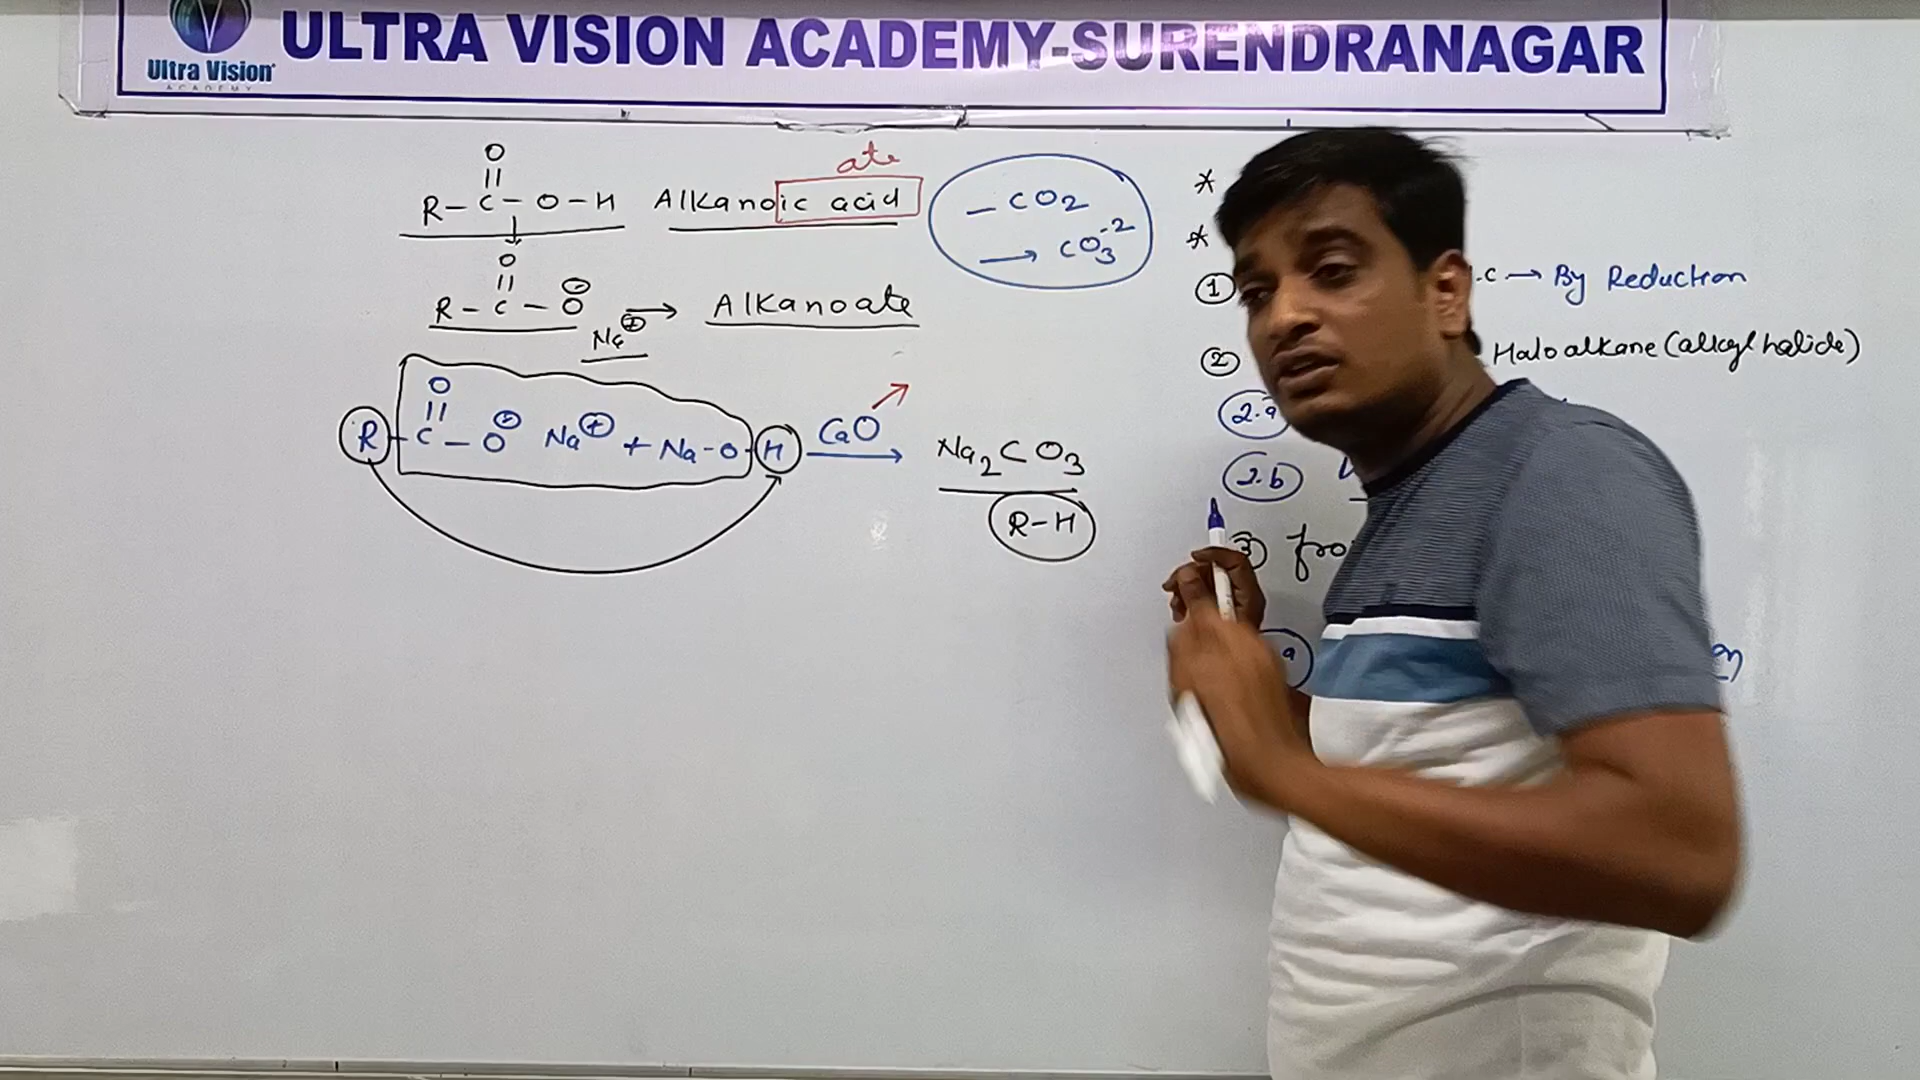 ULTRA VISION ACADEMY-SURENDRANAGAR
Ultra Vision
ACADEMY
ate
O
||
R-C-O-H Alkanoic acid
- CO2
→ CO3-2
O
||
R-C-O⊖ → Alkanoate
Na⊕
O
||
R-C-O⊖ Na⊕ + Na-O-H CaO → Na2CO3
R-H
*
*
① .c → By Reduction
② Haloalkane (alkyl halide)
2.a
2.b
③ fro
a
on